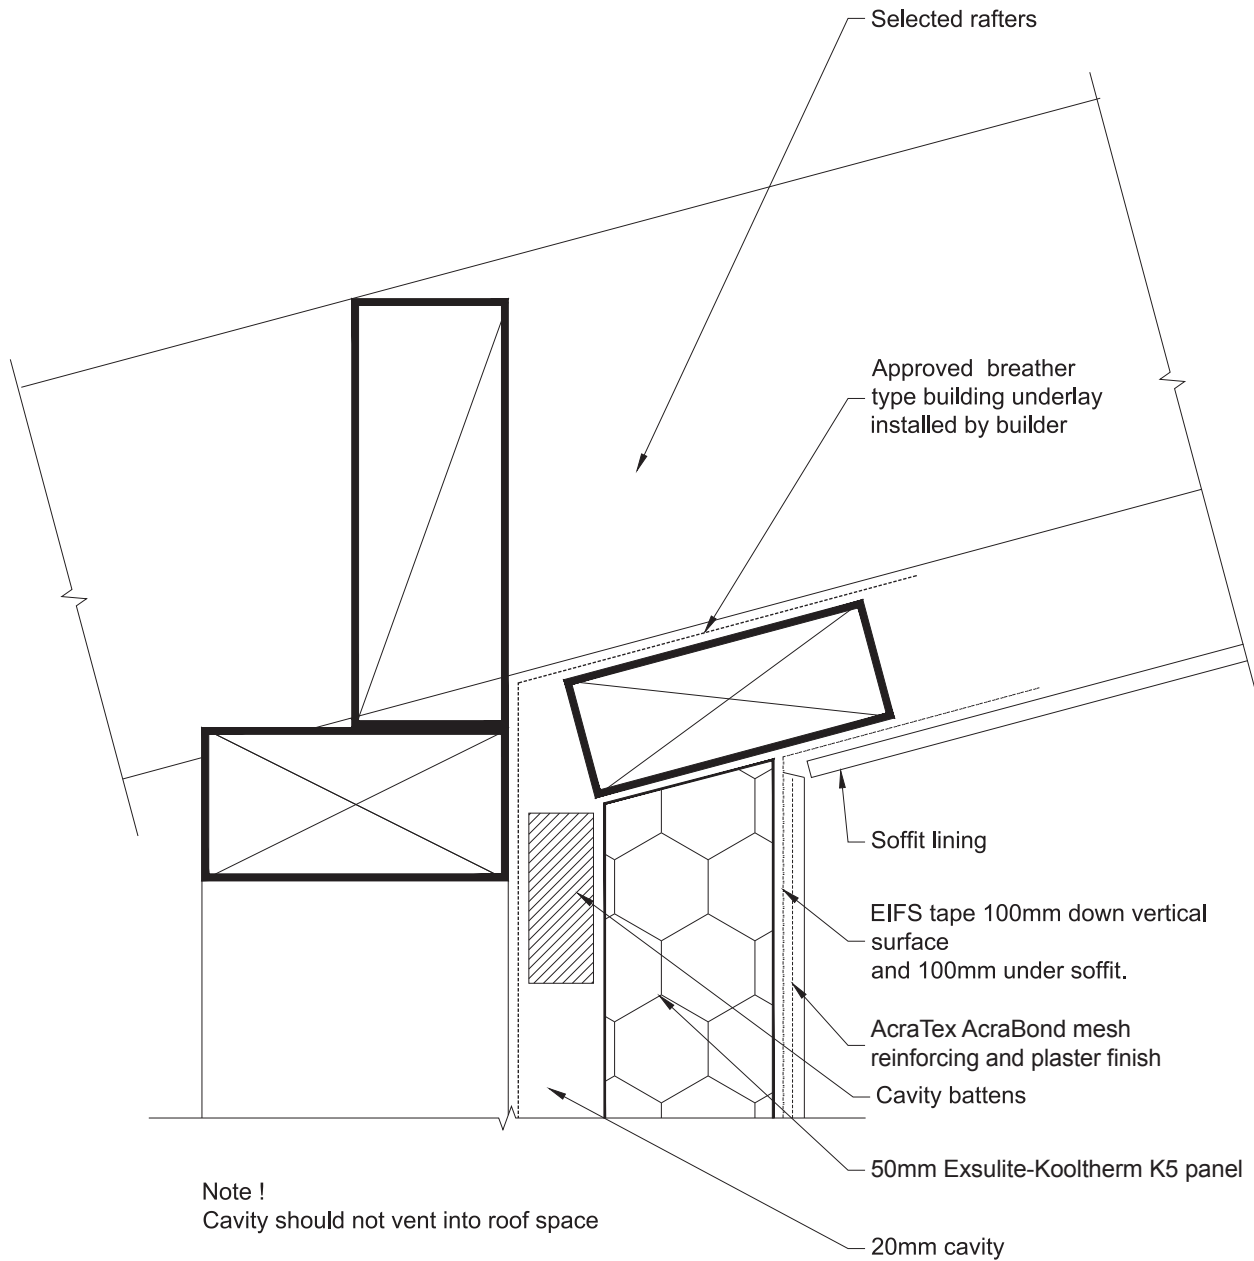 Selected rafters
Approved breather
type building underlay
installed by builder
Soffit lining
EIFS tape 100mm down vertical
surface
and 100mm under soffit.
AcraTex AcraBond mesh
reinforcing and plaster finish
Cavity battens
50mm Exsulite-Kooltherm K5 panel
Note !
Cavity should not vent into roof space
20mm cavity